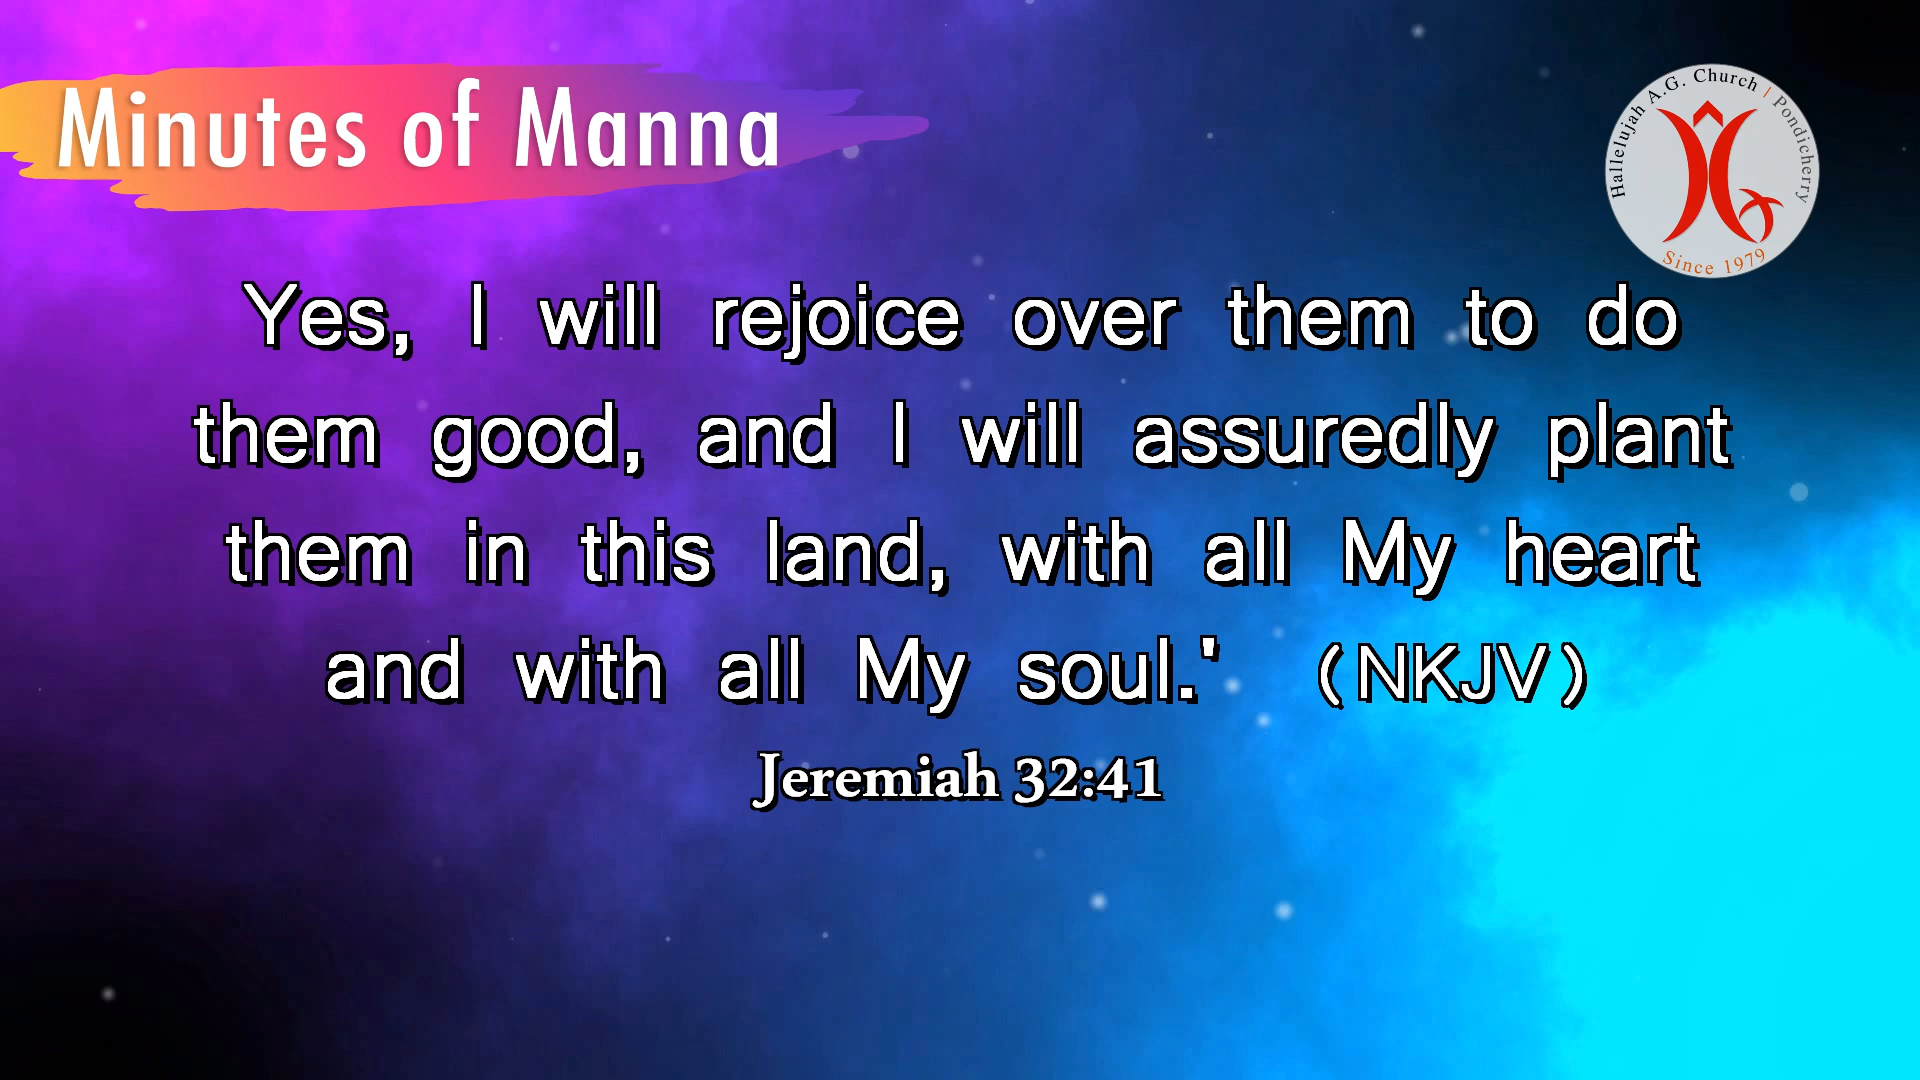 Minutes of Manna
Hallelujah A.G. Church | Pondicherry
Since 1979
Yes, I will rejoice over them to do
them good, and I will assuredly plant
them in this land, with all My heart
and with all My soul.' (NKJV)
Jeremiah 32:41